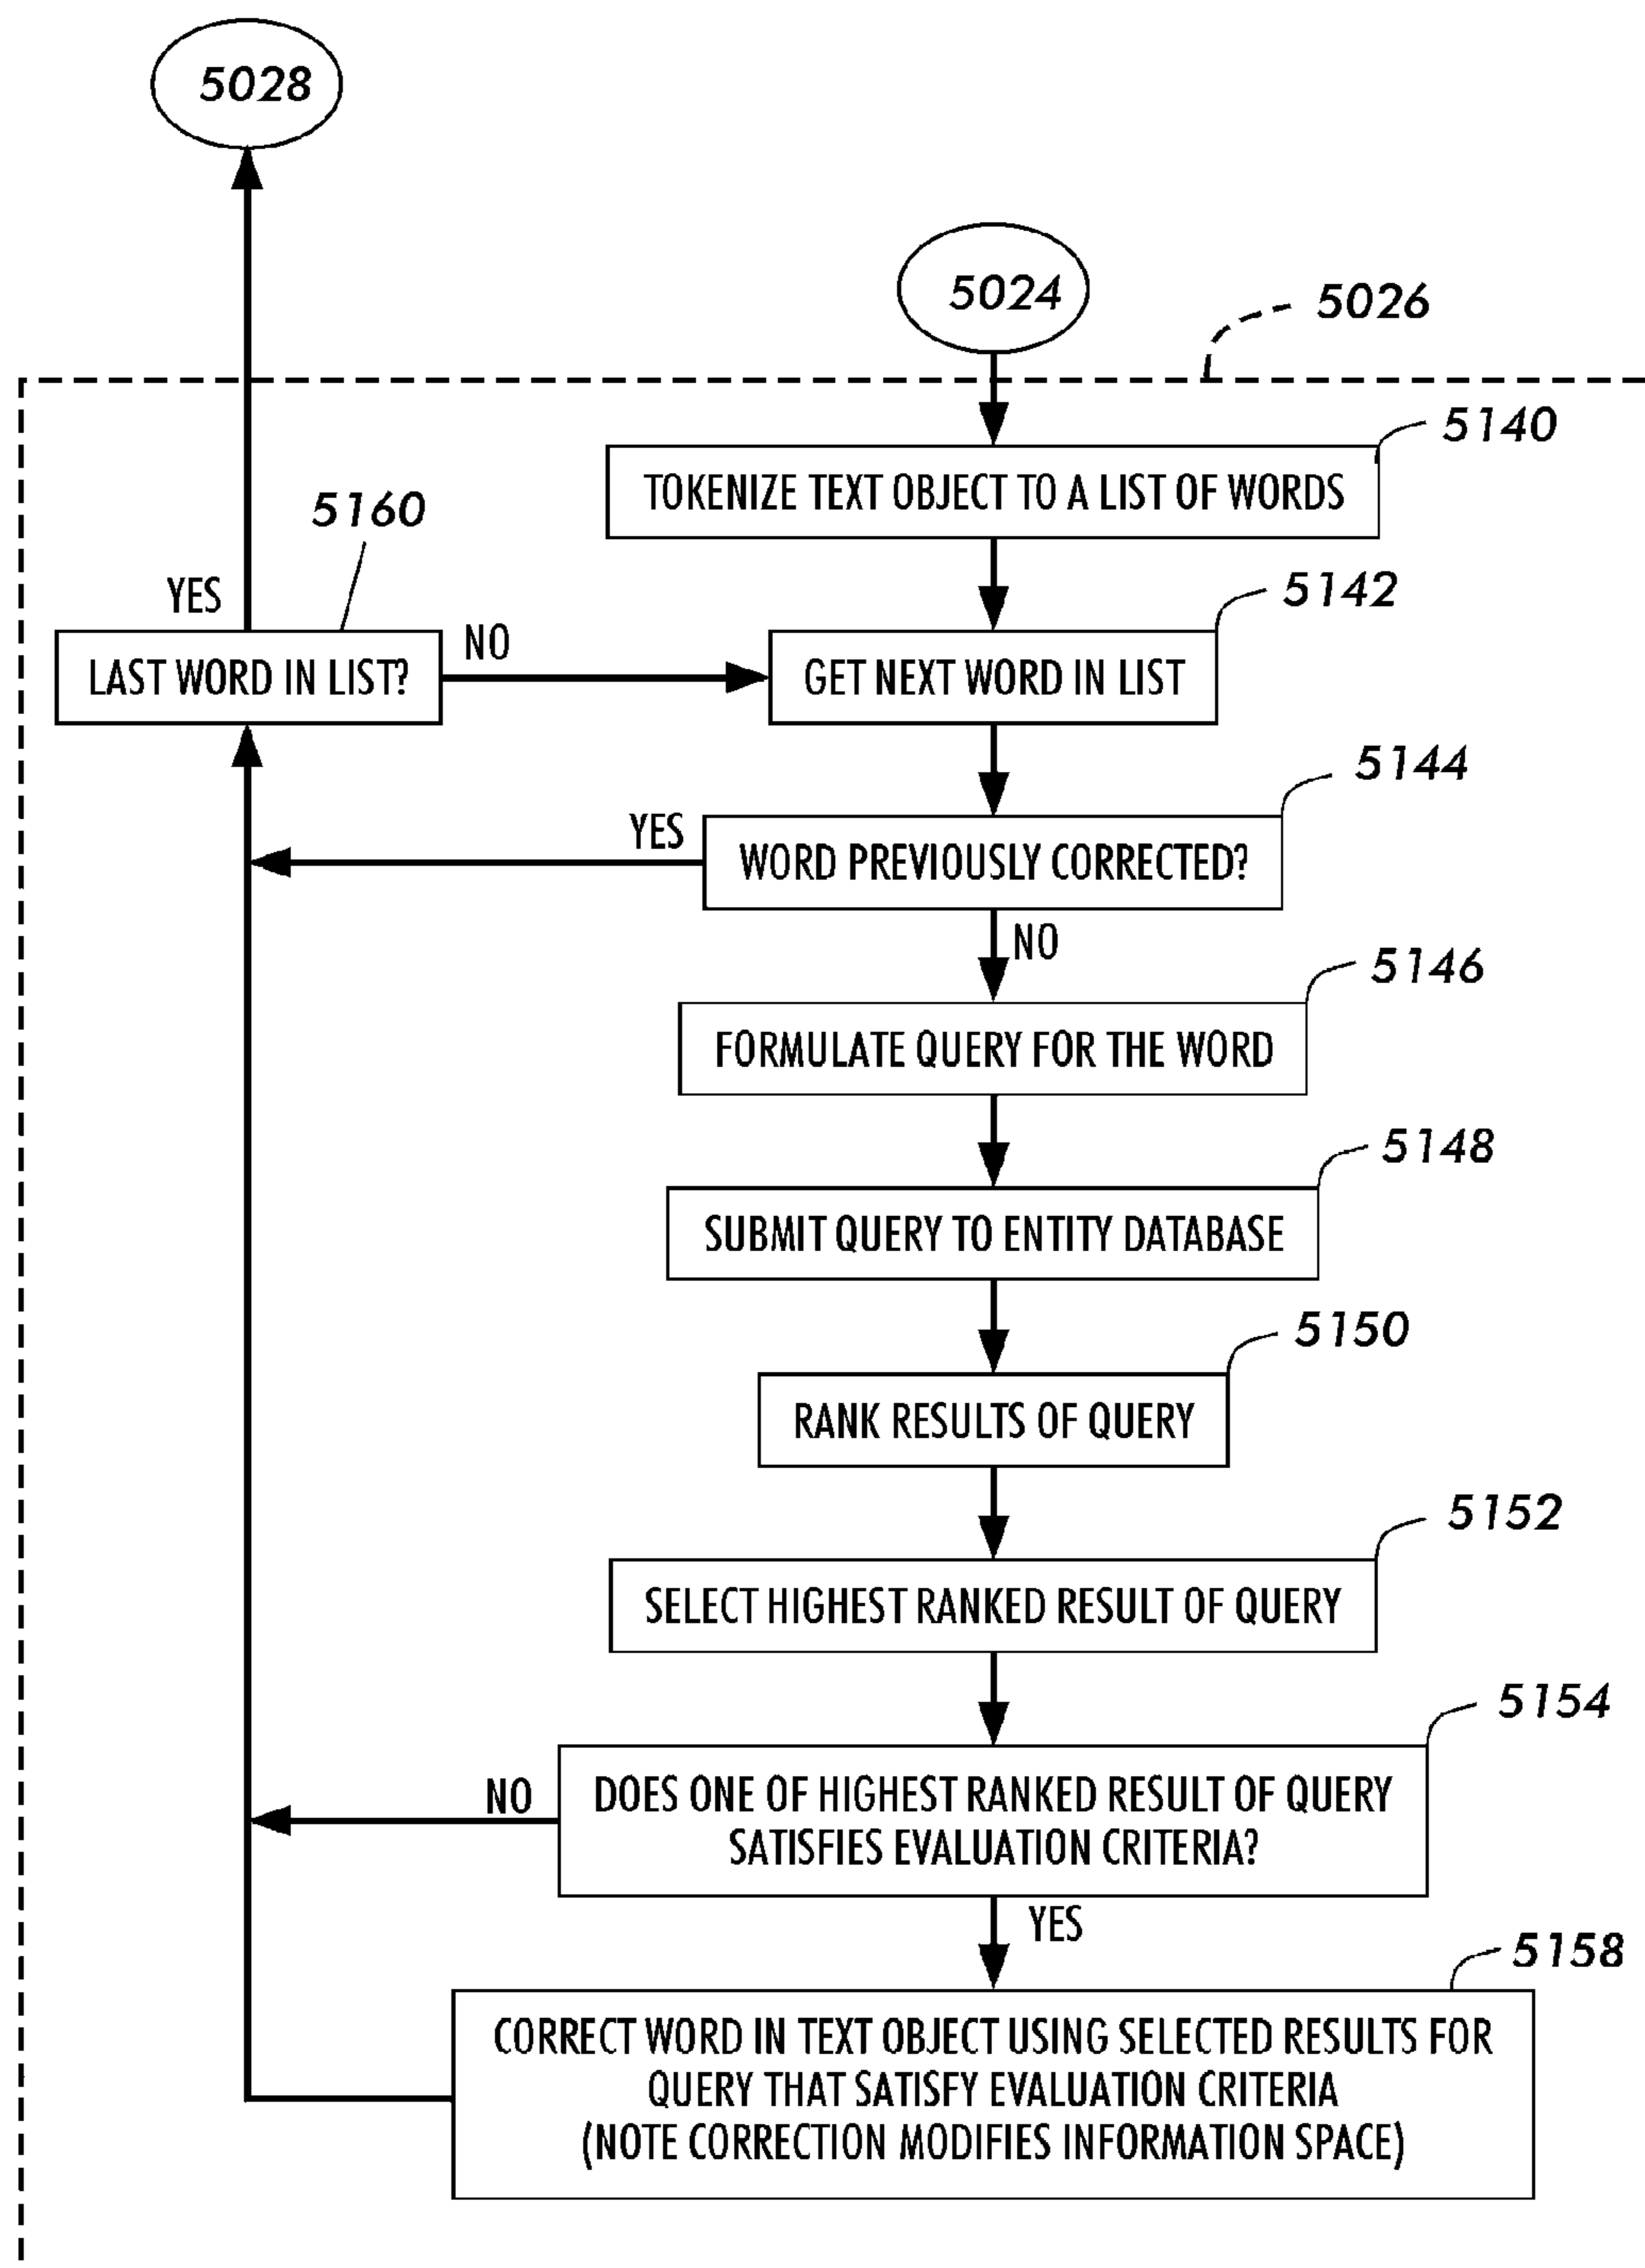 5028
5024
5026
5140
TOKENIZE TEXT OBJECT TO A LIST OF WORDS
5160
5142
YES
LAST WORD IN LIST?
NO
GET NEXT WORD IN LIST
5144
YES
WORD PREVIOUSLY CORRECTED?
NO
5146
FORMULATE QUERY FOR THE WORD
5148
SUBMIT QUERY TO ENTITY DATABASE
5150
RANK RESULTS OF QUERY
5152
SELECT HIGHEST RANKED RESULT OF QUERY
5154
NO
DOES ONE OF HIGHEST RANKED RESULT OF QUERY
SATISFIES EVALUATION CRITERIA?
YES
5158
CORRECT WORD IN TEXT OBJECT USING SELECTED RESULTS FOR
QUERY THAT SATISFY EVALUATION CRITERIA
(NOTE CORRECTION MODIFIES INFORMATION SPACE)